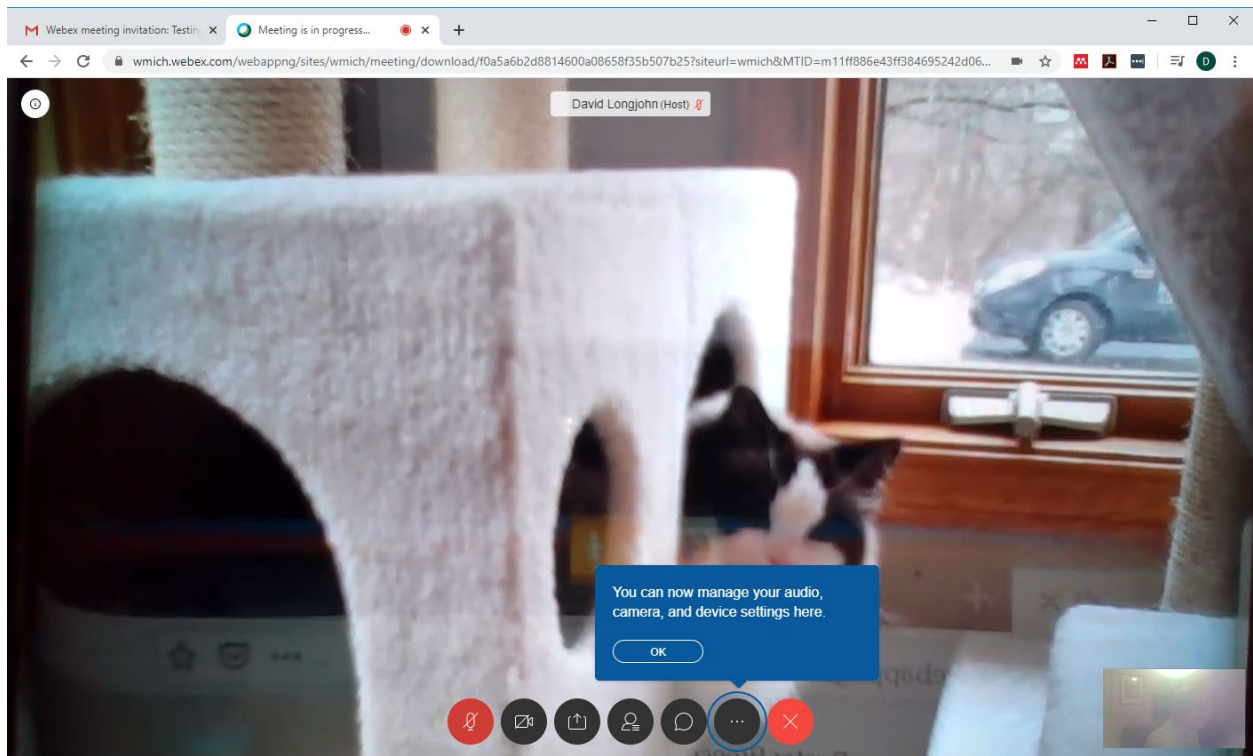 Webex meeting invitation: Testin
Meeting is in progress...
wmich.webex.com/webappng/sites/wmich/meeting/download/f0a5a6b2d8814600a08658f35b507b25?siteurl=wmich&MTID=m11ff886e43ff384695242d06...
D
David Longjohn (Host)
You can now manage your audio,
camera, and device settings here.
OK